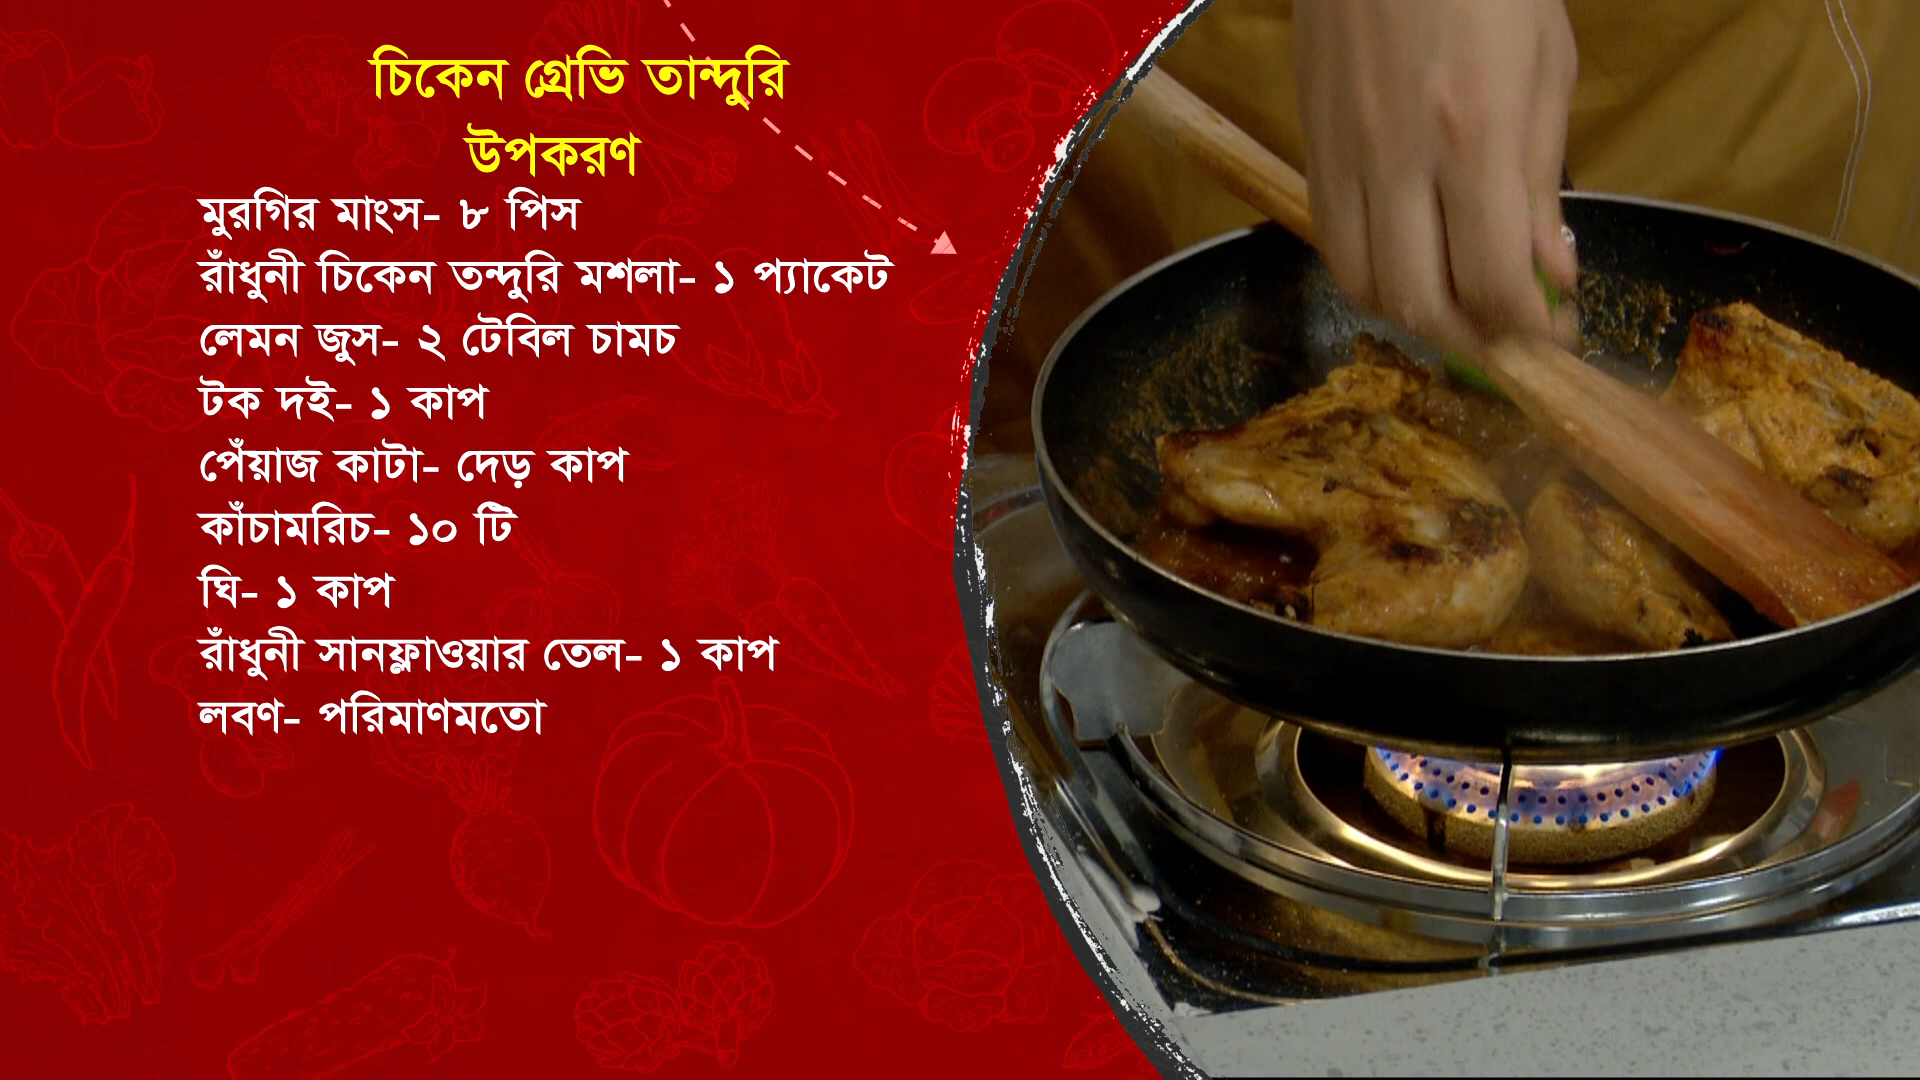 চিকেন গ্রেভি তান্দুরি
উপকরণ
মুরগির মাংস- ৮ পিস
রাঁধুনী চিকেন তন্দুরি মশলা- ১ প্যাকেট
লেমন জুস- ২ টেবিল চামচ
টক দই- ১ কাপ
পেঁয়াজ কাটা- দেড় কাপ
কাঁচামরিচ- ১০ টি
ঘি- ১ কাপ
রাঁধুনী সানফ্লাওয়ার তেল- ১ কাপ
লবণ- পরিমাণমতো